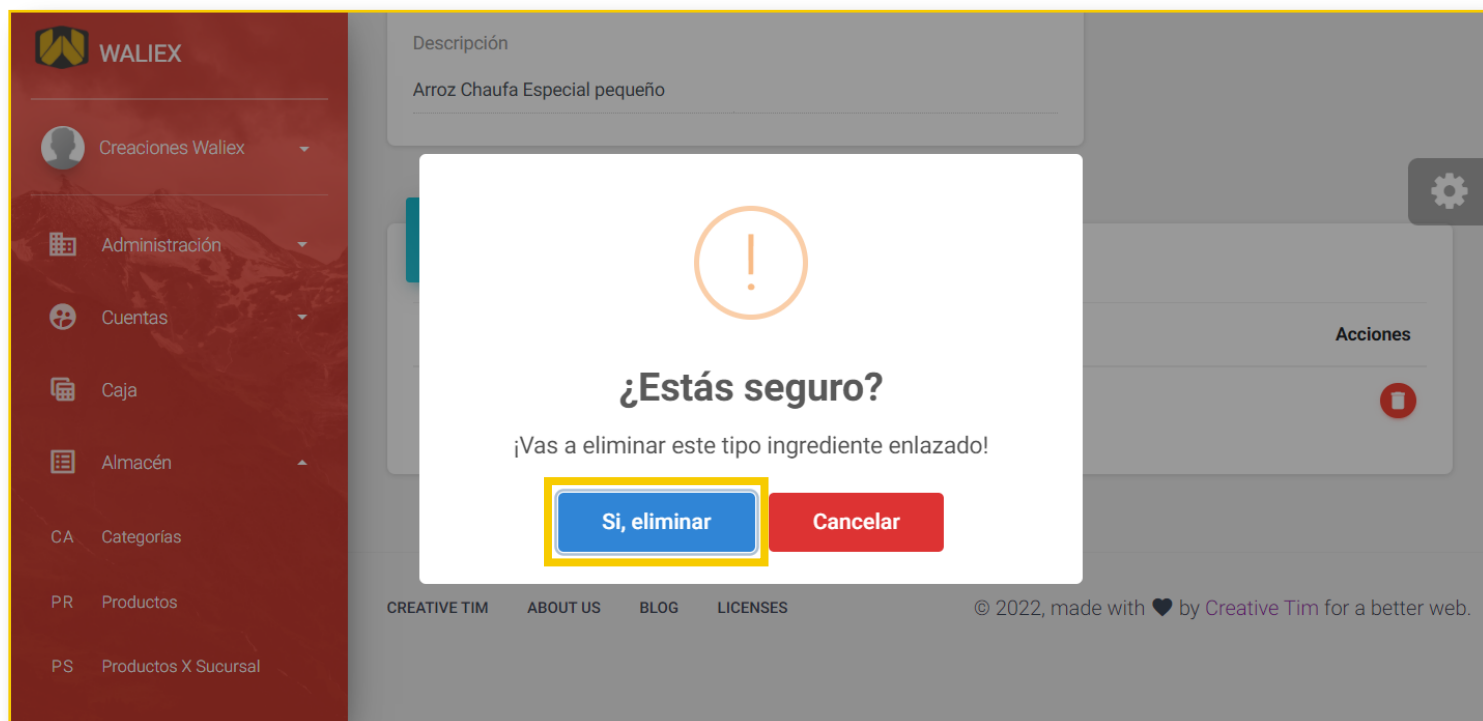 WALIEX
Creaciones Waliex
Administración
Cuentas
Caja
Almacén
CA Categorías
PR Productos
PS Productos X Sucursal
Descripción
Arroz Chaufa Especial pequeño
Acciones
!
¿Estás seguro?
¡Vas a eliminar este tipo ingrediente enlazado!
Si, eliminar Cancelar
CREATIVE TIM ABOUT US BLOG LICENSES © 2022, made with ♥ by Creative Tim for a better web.